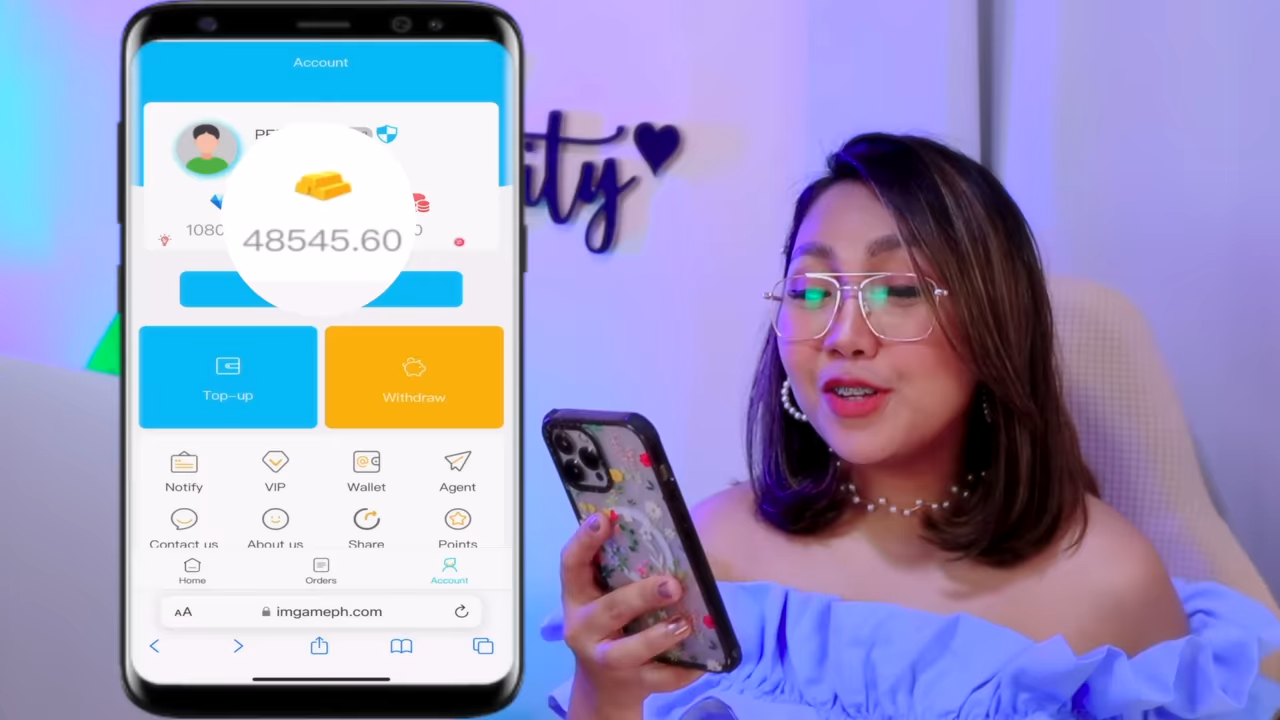 Account
48545.60
Top-up
Withdraw
Notify
VIP
Wallet
Agent
Contact us
About us
Share
Points
Home
Orders
Account
AA
imgameph.com
ity